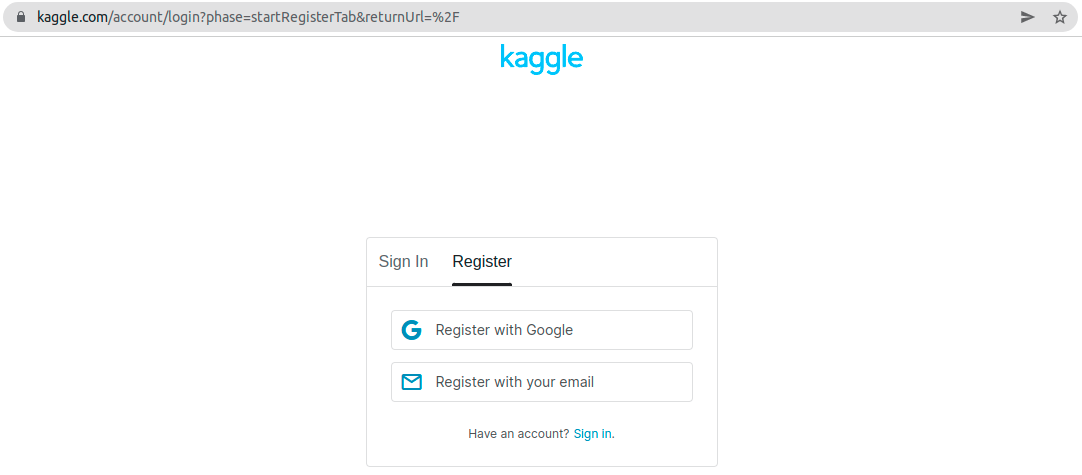 kaggle.com/account/login?phase=startRegisterTab&returnUrl=%2F
kaggle
Sign In Register
Register with Google
Register with your email
Have an account? Sign in.